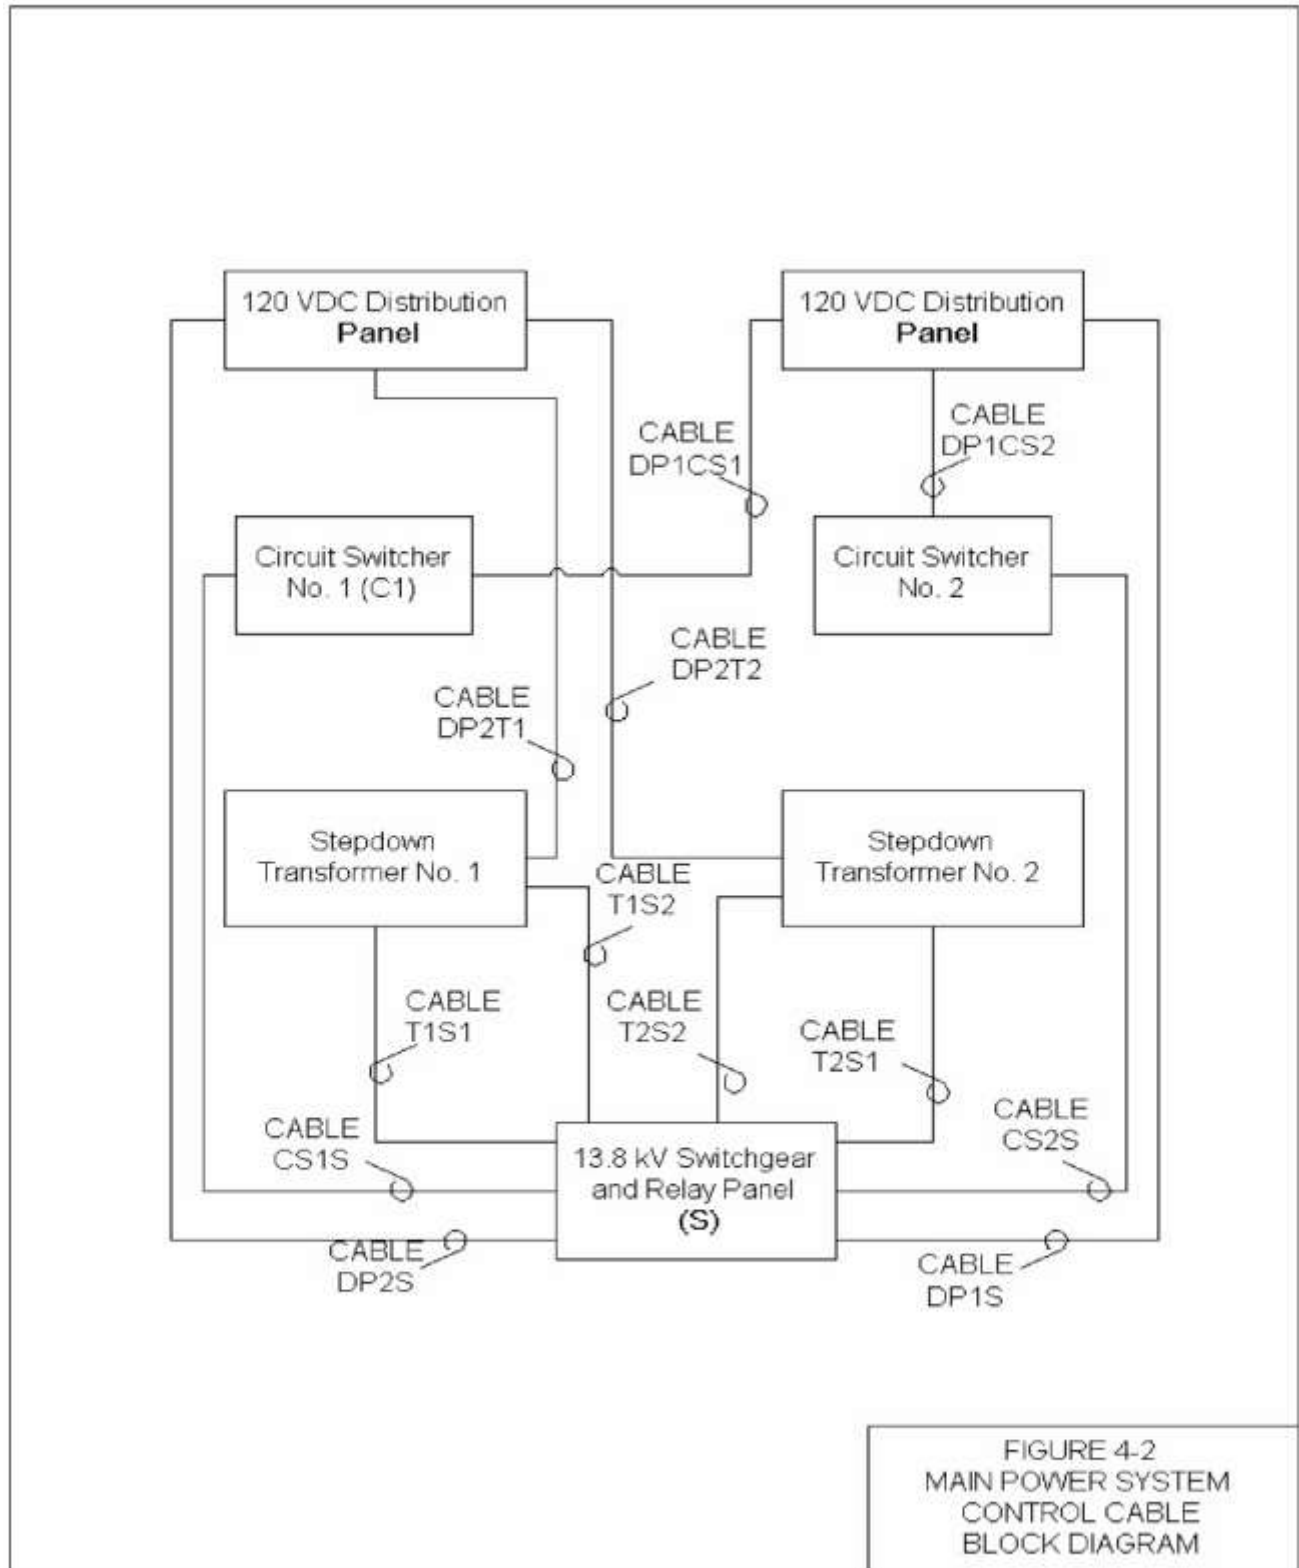 120 VDC Distribution
Panel
120 VDC Distribution
Panel
CABLE
DP1CS1
CABLE
DP1CS2
Circuit Switcher
No. 1 (C1)
Circuit Switcher
No. 2
CABLE
DP2T2
CABLE
DP2T1
Stepdown
Transformer No. 1
Stepdown
Transformer No. 2
CABLE
T1S2
CABLE
T1S1
CABLE
T2S2
CABLE
T2S1
CABLE
CS1S
CABLE
CS2S
13.8 kV Switchgear
and Relay Panel
(S)
CABLE
DP2S
CABLE
DP1S
FIGURE 4-2
MAIN POWER SYSTEM
CONTROL CABLE
BLOCK DIAGRAM